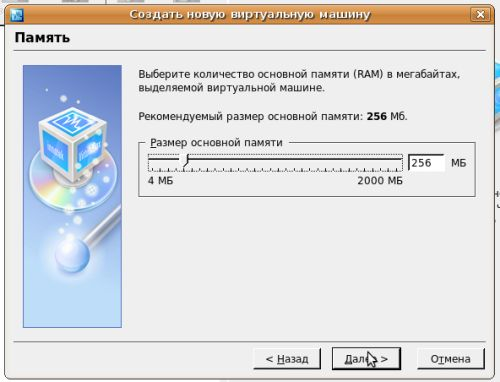 Создать новую виртуальную машину
Память
Выберите количество основной памяти (RAM) в мегабайтах,
выделяемой виртуальной машине.
Рекомендуемый размер основной памяти: 256 Мб.
Размер основной памяти
256 МБ
4 МБ 2000 МБ
< Назад Далее > Отмена